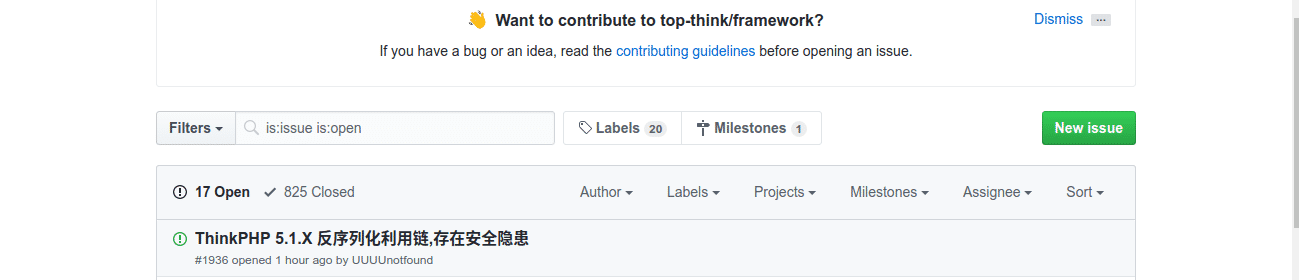 👋 Want to contribute to top-think/framework?
Dismiss ...
If you have a bug or an idea, read the contributing guidelines before opening an issue.
Filters is:issue is:open Labels 20 Milestones 1 New issue
17 Open 825 Closed Author Labels Projects Milestones Assignee Sort
ThinkPHP 5.1.X 反序列化利用链,存在安全隐患
#1936 opened 1 hour ago by UUUUnotfound